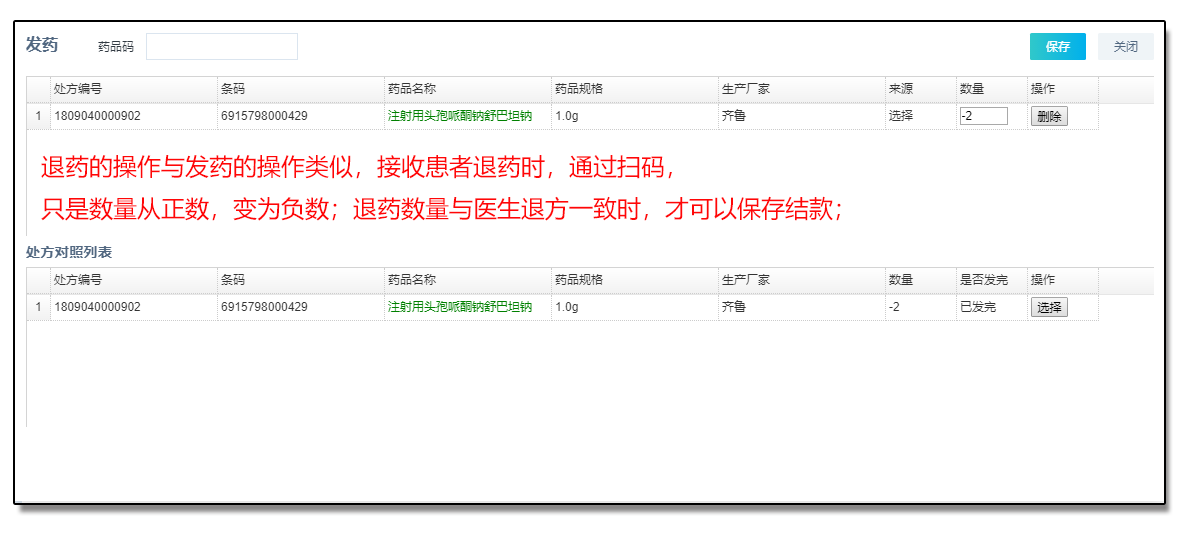 发药 药品码 保存 关闭
处方编号 条码 药品名称 药品规格 生产厂家 来源 数量 操作
1 1809040000902 6915798000429 注射用头孢哌酮钠舒巴坦钠 1.0g 齐鲁 选择 -2 删除
退药的操作与发药的操作类似，接收患者退药时，通过扫码，
只是数量从正数，变为负数；退药数量与医生退方一致时，才可以保存结款；
处方对照列表
处方编号 条码 药品名称 药品规格 生产厂家 数量 是否发完 操作
1 1809040000902 6915798000429 注射用头孢哌酮钠舒巴坦钠 1.0g 齐鲁 -2 已发完 选择